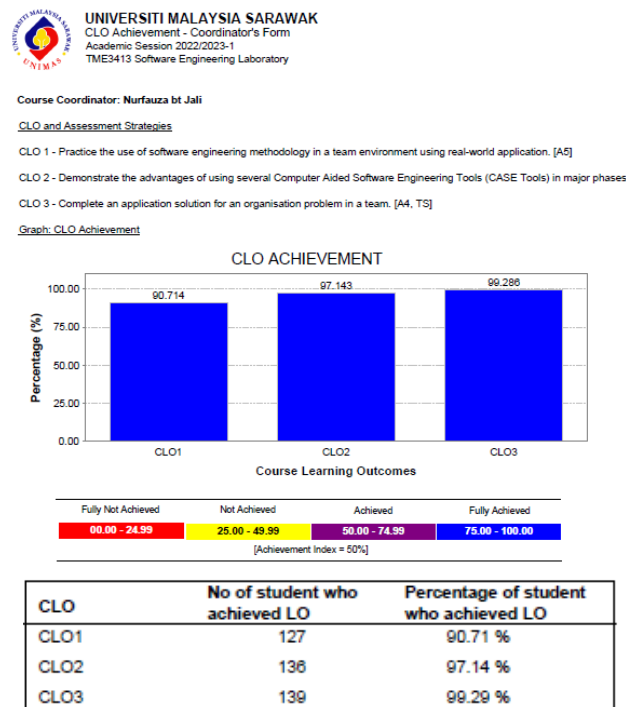 UNIVERSITI MALAYSIA SARAWAK
CLO Achievement - Coordinator's Form
Academic Session 2022/2023-1
TME3413 Software Engineering Laboratory
UNIVERSITI MALAYSIA SARAWAK
UNIMAS
Course Coordinator: Nurfauza bt Jali
CLO and Assessment Strategies
CLO 1 - Practice the use of software engineering methodology in a team environment using real-world application. [A5]
CLO 2 - Demonstrate the advantages of using several Computer Aided Software Engineering Tools (CASE Tools) in major phases
CLO 3 - Complete an application solution for an organisation problem in a team. [A4, TS]
Graph: CLO Achievement
CLO ACHIEVEMENT
Percentage (%)
100.00
75.00
50.00
25.00
0.00
90.714 97.143 99.286
CLO1 CLO2 CLO3
Course Learning Outcomes
Fully Not Achieved Not Achieved Achieved Fully Achieved
00.00 - 24.99 25.00 - 49.99 50.00 - 74.99 75.00 - 100.00
[Achievement Index = 50%]
CLO No of student who achieved LO Percentage of student who achieved LO
CLO1 127 90.71 %
CLO2 136 97.14 %
CLO3 139 99.29 %